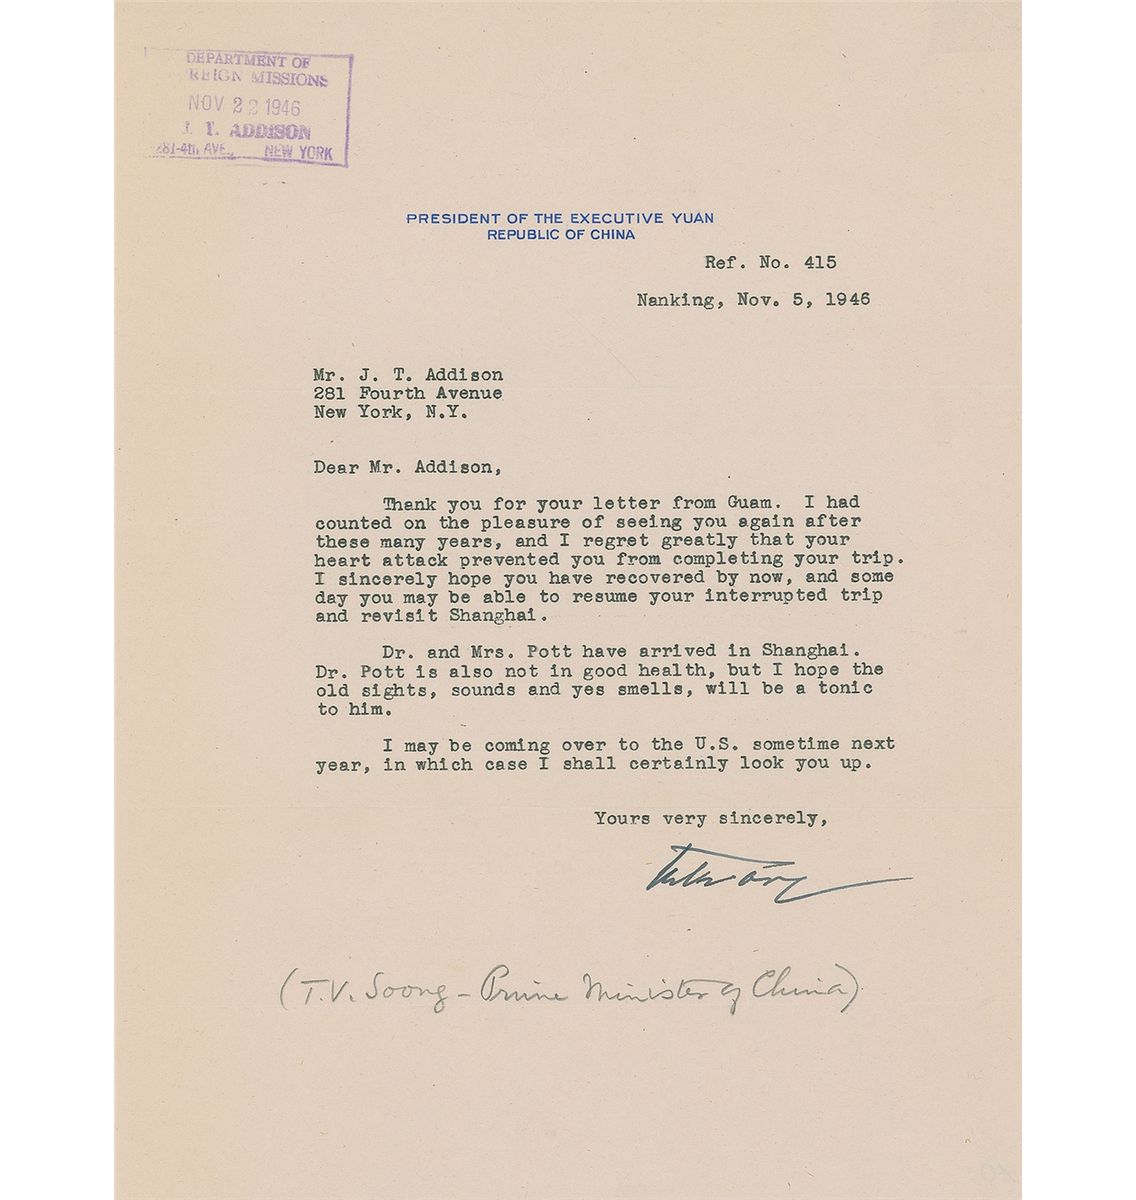 DEPARTMENT OF
REIGN MISSIONS
NOV 22 1946
J. T. ADDISON
281-4th AVE., NEW YORK
PRESIDENT OF THE EXECUTIVE YUAN
REPUBLIC OF CHINA
Ref. No. 415
Nanking, Nov. 5, 1946
Mr. J. T. Addison
281 Fourth Avenue
New York, N.Y.
Dear Mr. Addison,
Thank you for your letter from Guam. I had
counted on the pleasure of seeing you again after
these many years, and I regret greatly that your
heart attack prevented you from completing your trip.
I sincerely hope you have recovered by now, and some
day you may be able to resume your interrupted trip
and revisit Shanghai.
Dr. and Mrs. Pott have arrived in Shanghai.
Dr. Pott is also not in good health, but I hope the
old sights, sounds and yes smells, will be a tonic
to him.
I may be coming over to the U.S. sometime next
year, in which case I shall certainly look you up.
Yours very sincerely,
(T.V. Soong - Prime Minister of China)